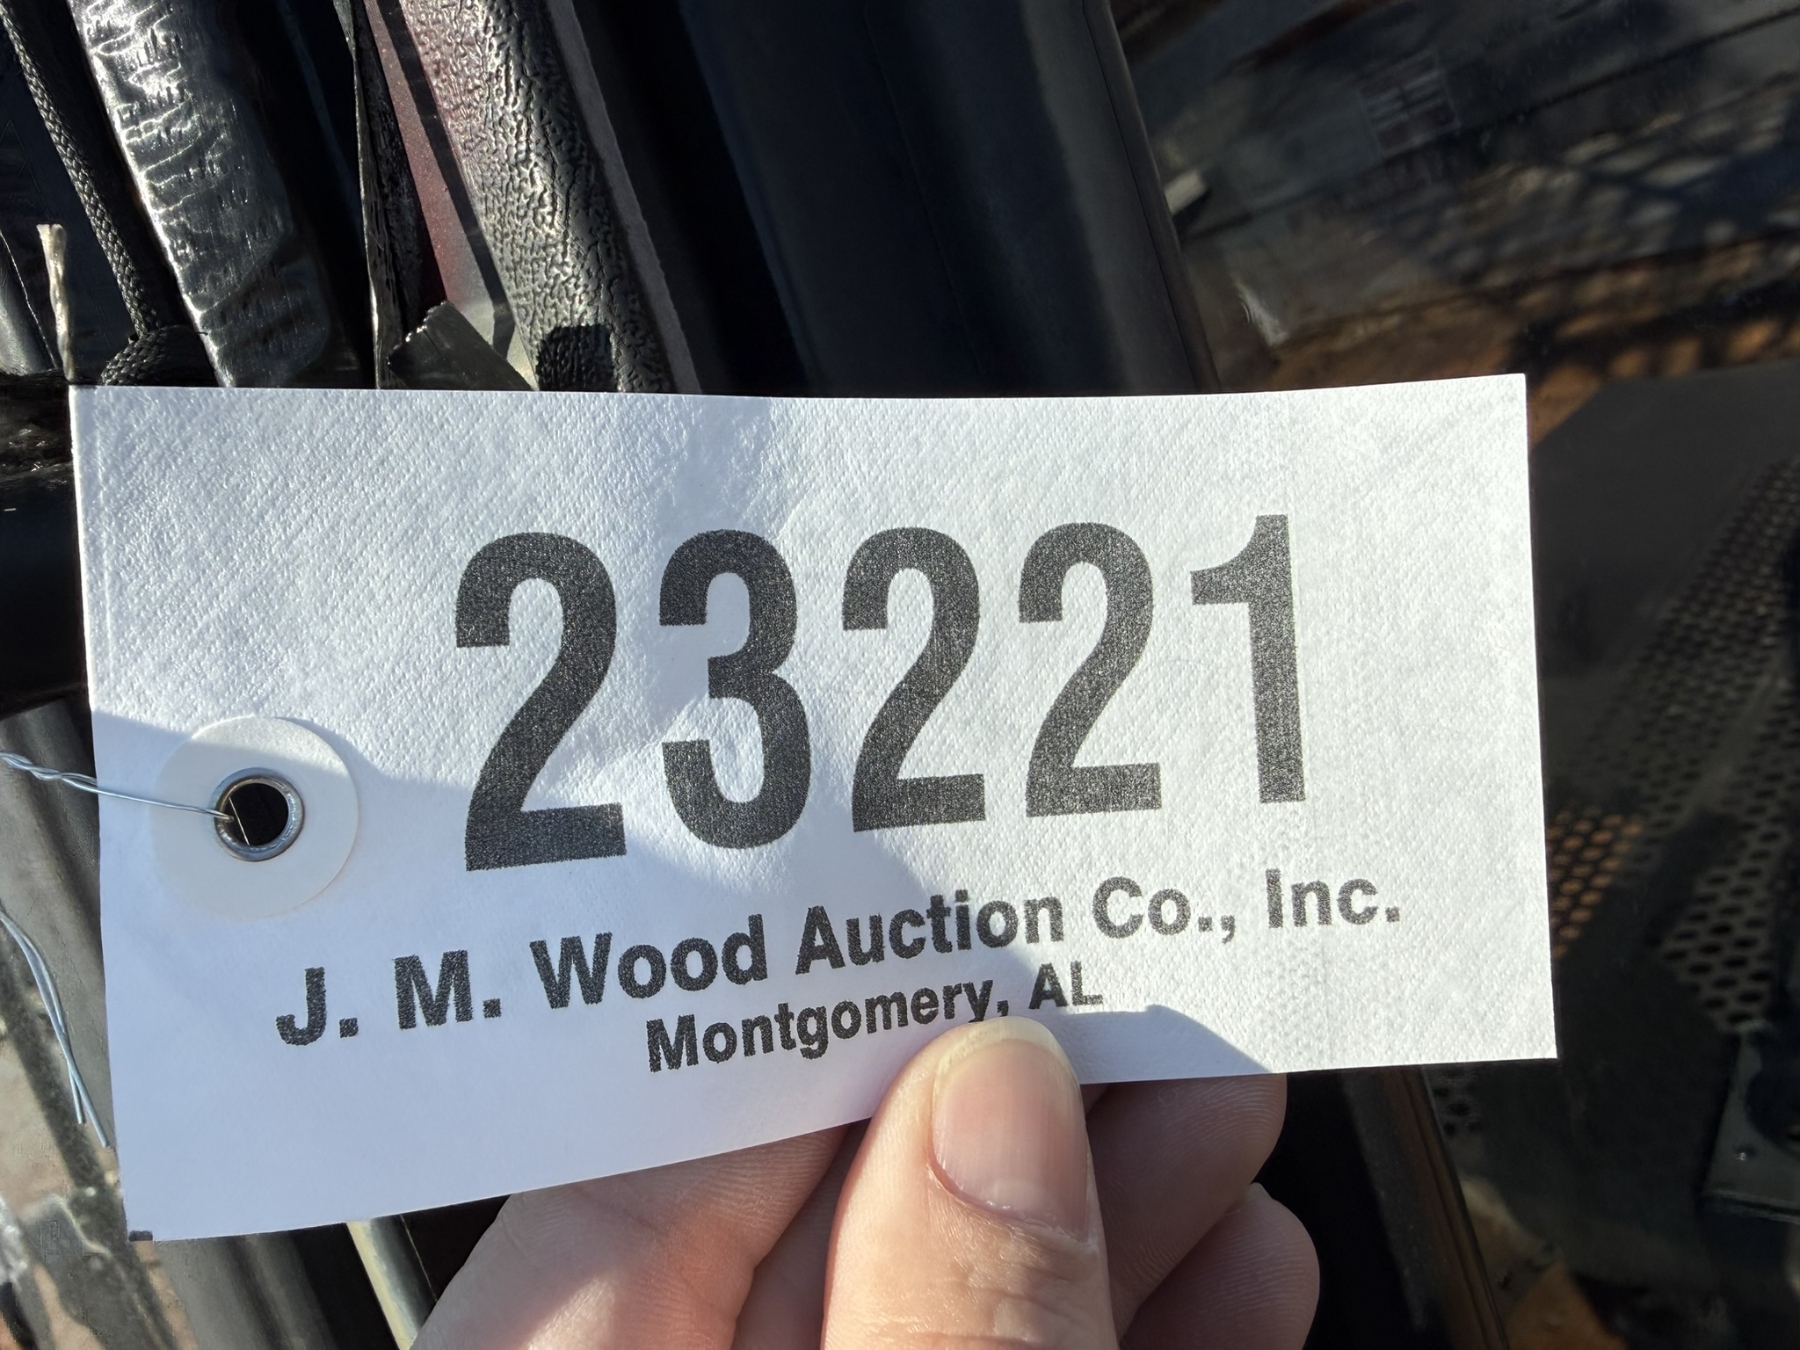 23221
J. M. Wood Auction Co., Inc.
Montgomery, AL